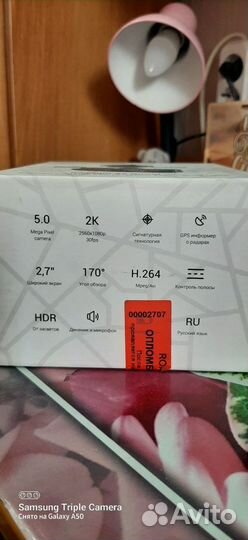 5.0
Mega Pixel
camera
2K
2560x1080p
30fps
Сигнатурная
технология
GPS информер
о радарах
2,7"
Широкий экран
170°
Угол обзора
H.264
Mpeg/Avi
Контроль полосы
HDR
От засветов
Динамик и микрофон
00002707
ОПЛОМБ
RU
Русский язык
Samsung Triple Camera
Снято на Galaxy A50
Avito